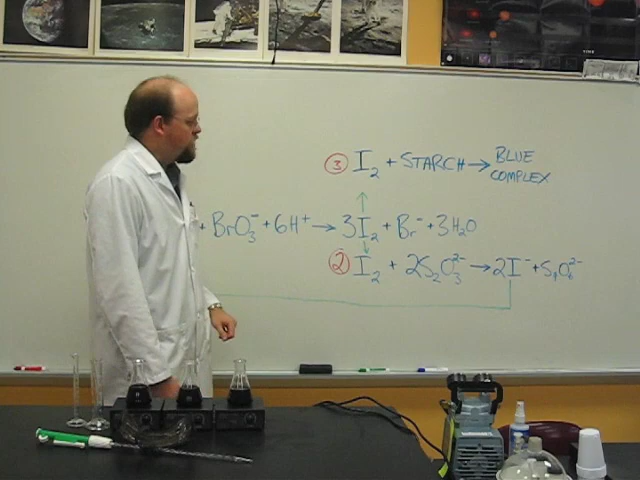 ③ I₂ + STARCH → BLUE
COMPLEX
+ BrO₃⁻ + 6H⁺ → 3I₂ + Br⁻ + 3H₂O
② I₂ + 2S₂O₃²⁻ → 2I⁻ + S₄O₆²⁻